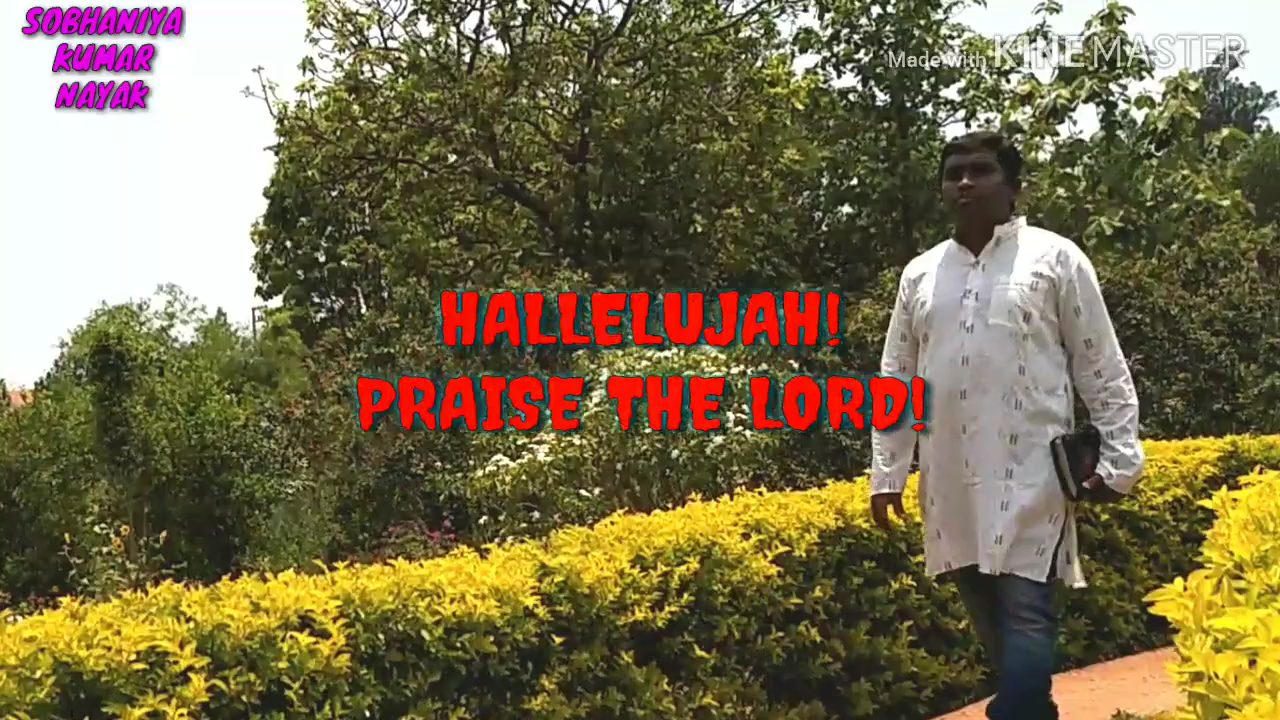 SOBHANIYA
KUMAR
NAYAK
Made with KINEMASTER
HALLELUJAH!
PRAISE THE LORD!